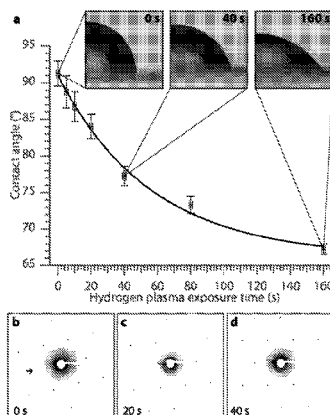 a
0 s
40 s
160 s
95
90
85
80
75
70
65
Contact angle (°)
0
20
40
60
80
100
120
140
160
Hydrogen plasma exposure time (s)
b
c
d
0 s
20 s
40 s